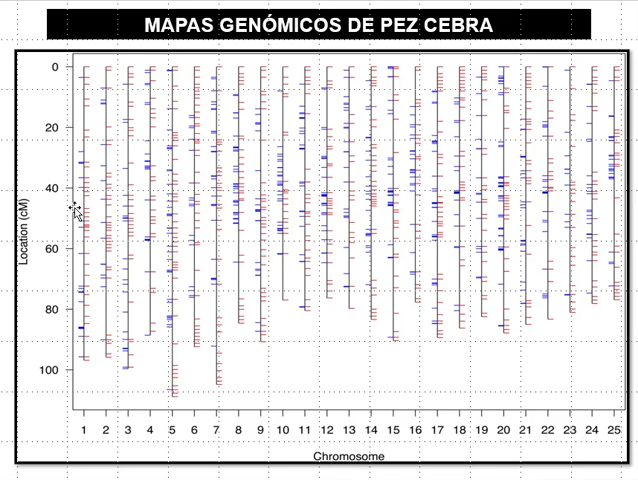 MAPAS GENÓMICOS DE PEZ CEBRA
0
20
40
60
80
100
Location (cM)
1 2 3 4 5 6 7 8 9 10 11 12 13 14 15 16 17 18 19 20 21 22 23 24 25
Chromosome